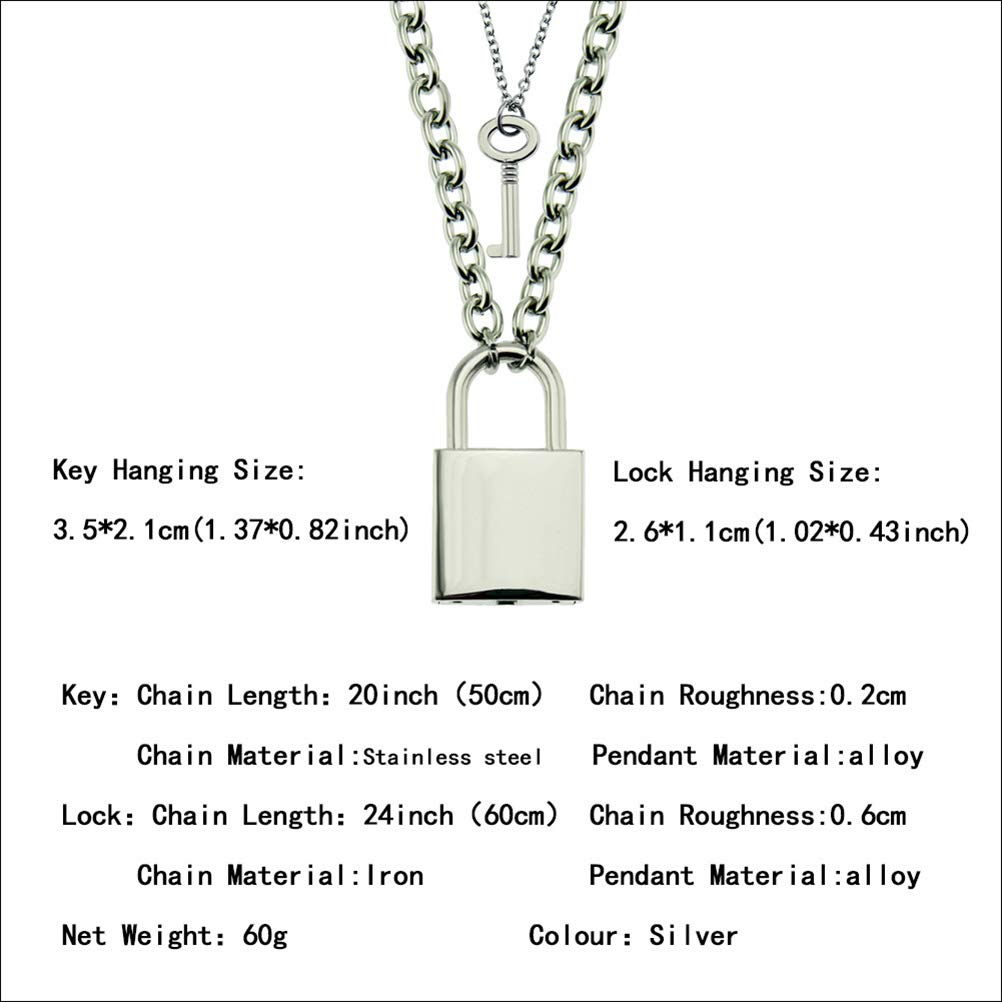 Key Hanging Size:
3.5*2.1cm(1.37*0.82inch)
Lock Hanging Size:
2.6*1.1cm(1.02*0.43inch)
Key: Chain Length: 20inch (50cm) Chain Roughness:0.2cm
Chain Material:Stainless steel Pendant Material:alloy
Lock: Chain Length: 24inch (60cm) Chain Roughness:0.6cm
Chain Material:Iron Pendant Material:alloy
Net Weight: 60g Colour: Silver